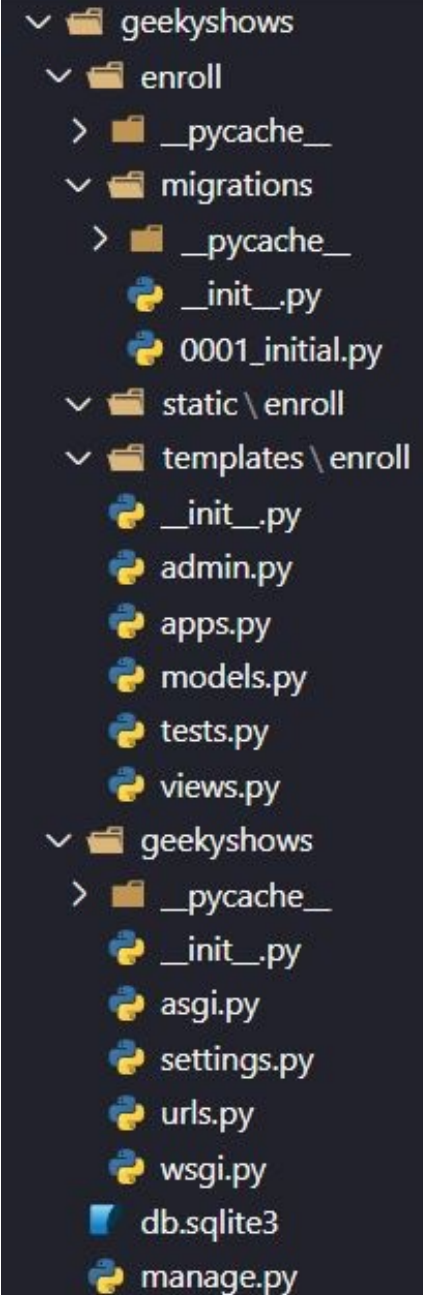 geekyshows
enroll
__pycache__
migrations
__pycache__
__init__.py
0001_initial.py
static \ enroll
templates \ enroll
__init__.py
admin.py
apps.py
models.py
tests.py
views.py
geekyshows
__pycache__
__init__.py
asgi.py
settings.py
urls.py
wsgi.py
db.sqlite3
manage.py